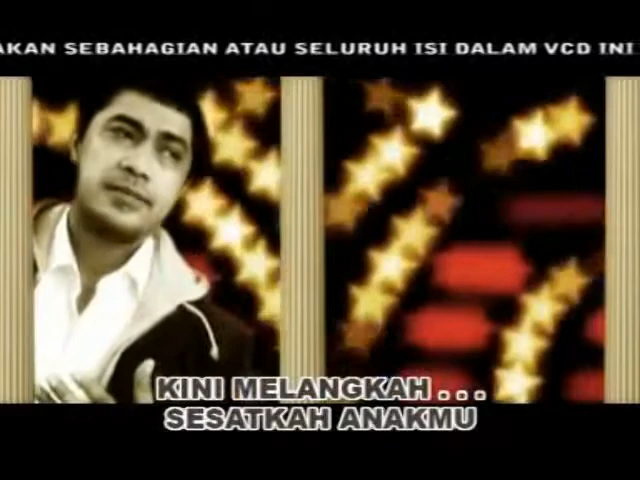 AKAN SEBAHAGIAN ATAU SELURUH ISI DALAM VCD INI
KINI MELANGKAH . . .
SESATKAH ANAKMU